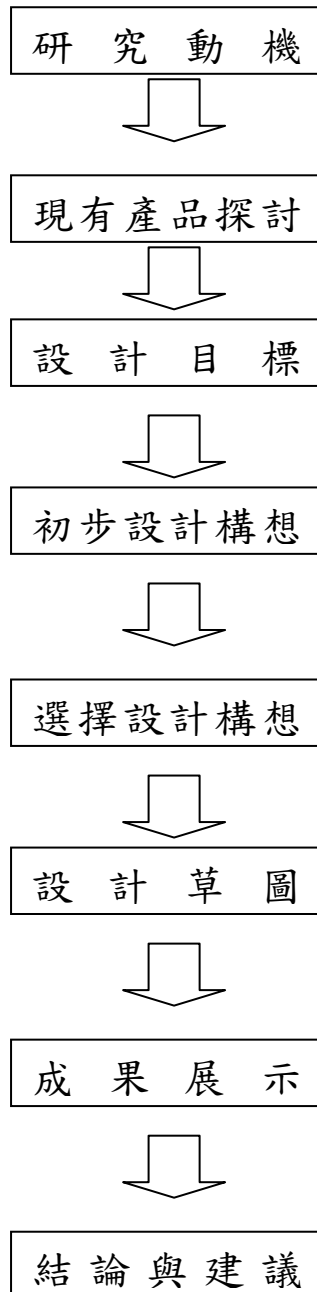 研究動機
現有產品探討
設計目標
初步設計構想
選擇設計構想
設計草圖
成果展示
結論與建議